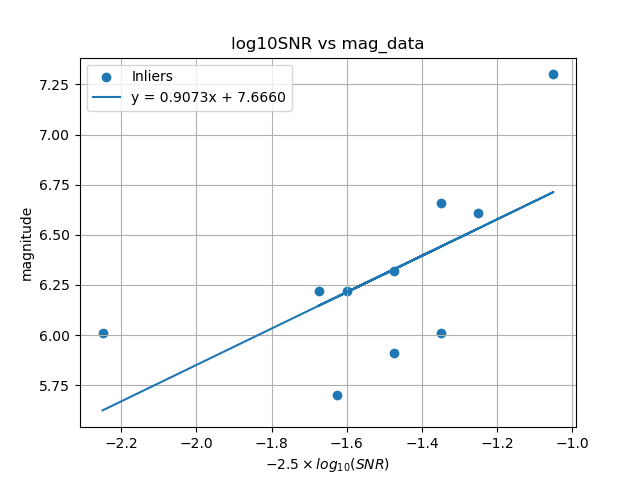 log10SNR vs mag_data
Inliers
y = 0.9073x + 7.6660
7.25
7.00
6.75
6.50
6.25
6.00
5.75
magnitude
−2.2 −2.0 −1.8 −1.6 −1.4 −1.2 −1.0
−2.5 × log₁₀(SNR)